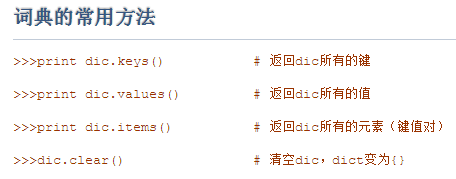 词典的常用方法
>>>print dic.keys() # 返回dic所有的键
>>>print dic.values() # 返回dic所有的值
>>>print dic.items() # 返回dic所有的元素（键值对）
>>>dic.clear() # 清空dic，dict变为{}